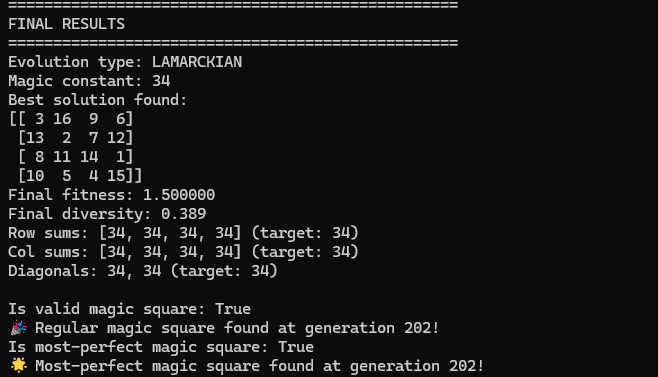 ==================================================
FINAL RESULTS
==================================================
Evolution type: LAMARCKIAN
Magic constant: 34
Best solution found:
[[ 3 16  9  6]
 [13  2  7 12]
 [ 8 11 14  1]
 [10  5  4 15]]
Final fitness: 1.500000
Final diversity: 0.389
Row sums: [34, 34, 34, 34] (target: 34)
Col sums: [34, 34, 34, 34] (target: 34)
Diagonals: 34, 34 (target: 34)

Is valid magic square: True
🎉 Regular magic square found at generation 202!
Is most-perfect magic square: True
🌟 Most-perfect magic square found at generation 202!